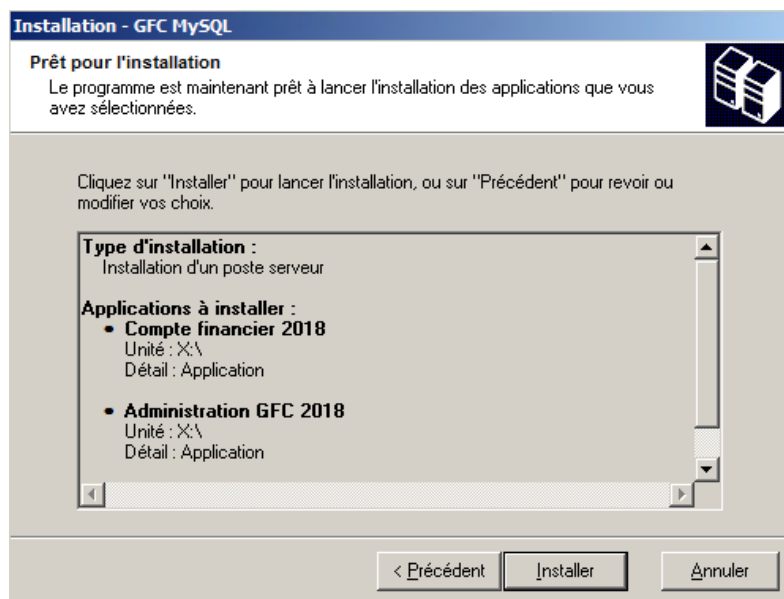 Installation - GFC MySQL
Prêt pour l'installation
Le programme est maintenant prêt à lancer l'installation des applications que vous
avez sélectionnées.
Cliquez sur "Installer" pour lancer l'installation, ou sur "Précédent" pour revoir ou
modifier vos choix.
Type d'installation :
Installation d'un poste serveur
Applications à installer :
• Compte financier 2018
Unité : X:\
Détail : Application
• Administration GFC 2018
Unité : X:\
Détail : Application
< Précédent
Installer
Annuler